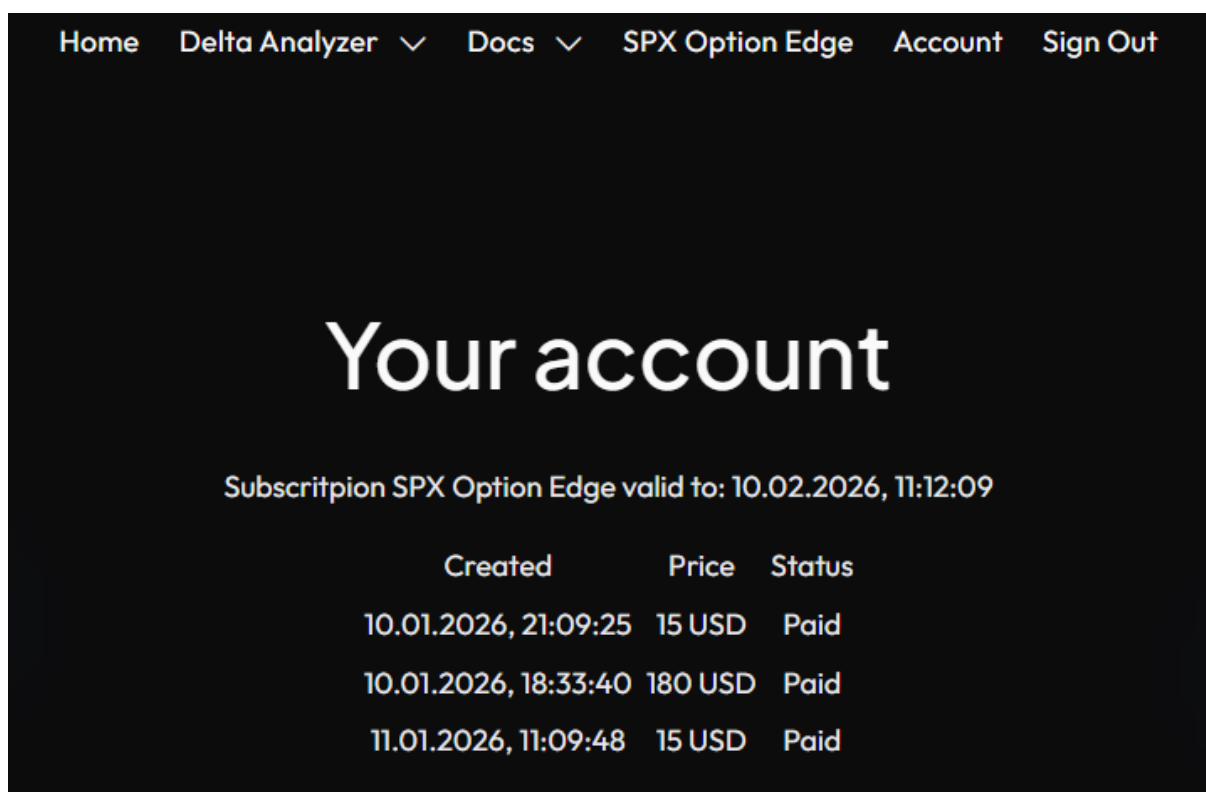 Home Delta Analyzer Docs SPX Option Edge Account Sign Out
Your account
Subscritpion SPX Option Edge valid to: 10.02.2026, 11:12:09
Created Price Status
10.01.2026, 21:09:25 15 USD Paid
10.01.2026, 18:33:40 180 USD Paid
11.01.2026, 11:09:48 15 USD Paid